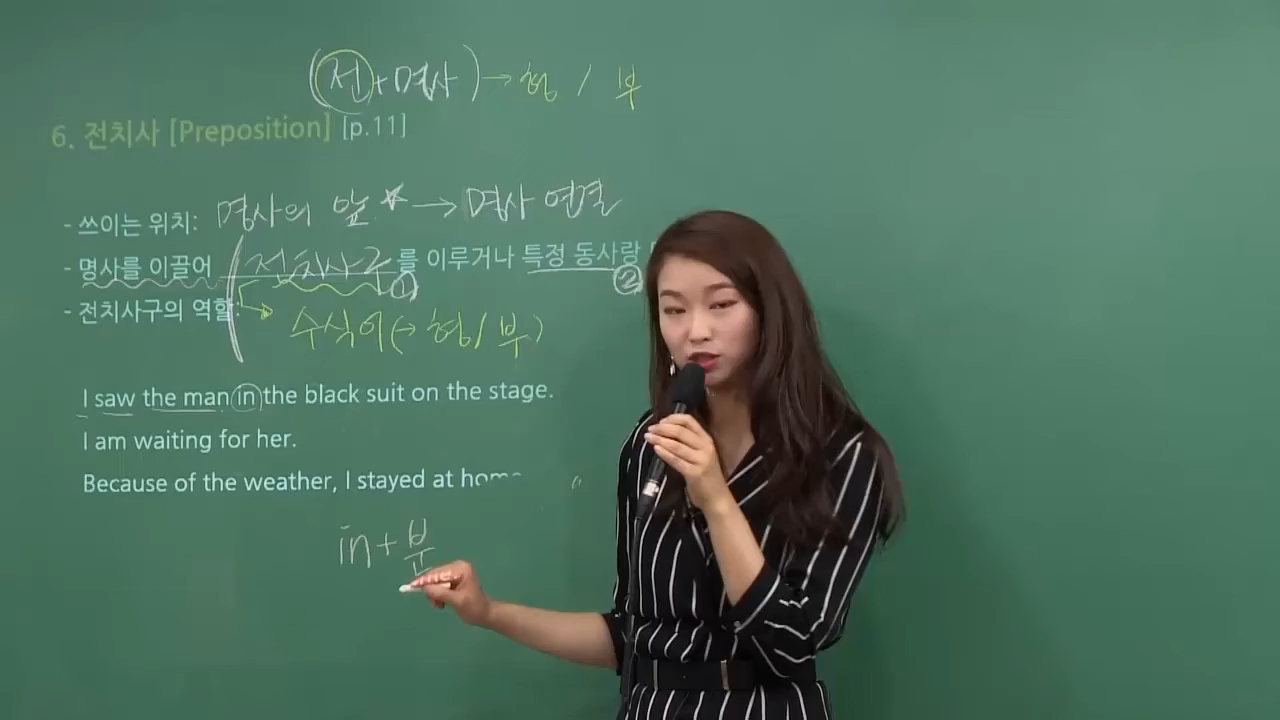 (전+명사) → 형 / 부
6. 전치사 [Preposition] [p.11]
- 쓰이는 위치: 명사의 앞 ☆ → 명사 연결
- 명사를 이끌어 (전치사구를 이루거나 특정 동사랑
① ②
- 전치사구의 역할: → 수식어(→ 형/부)
I saw the man in the black suit on the stage.
I am waiting for her.
Because of the weather, I stayed at home
in+분